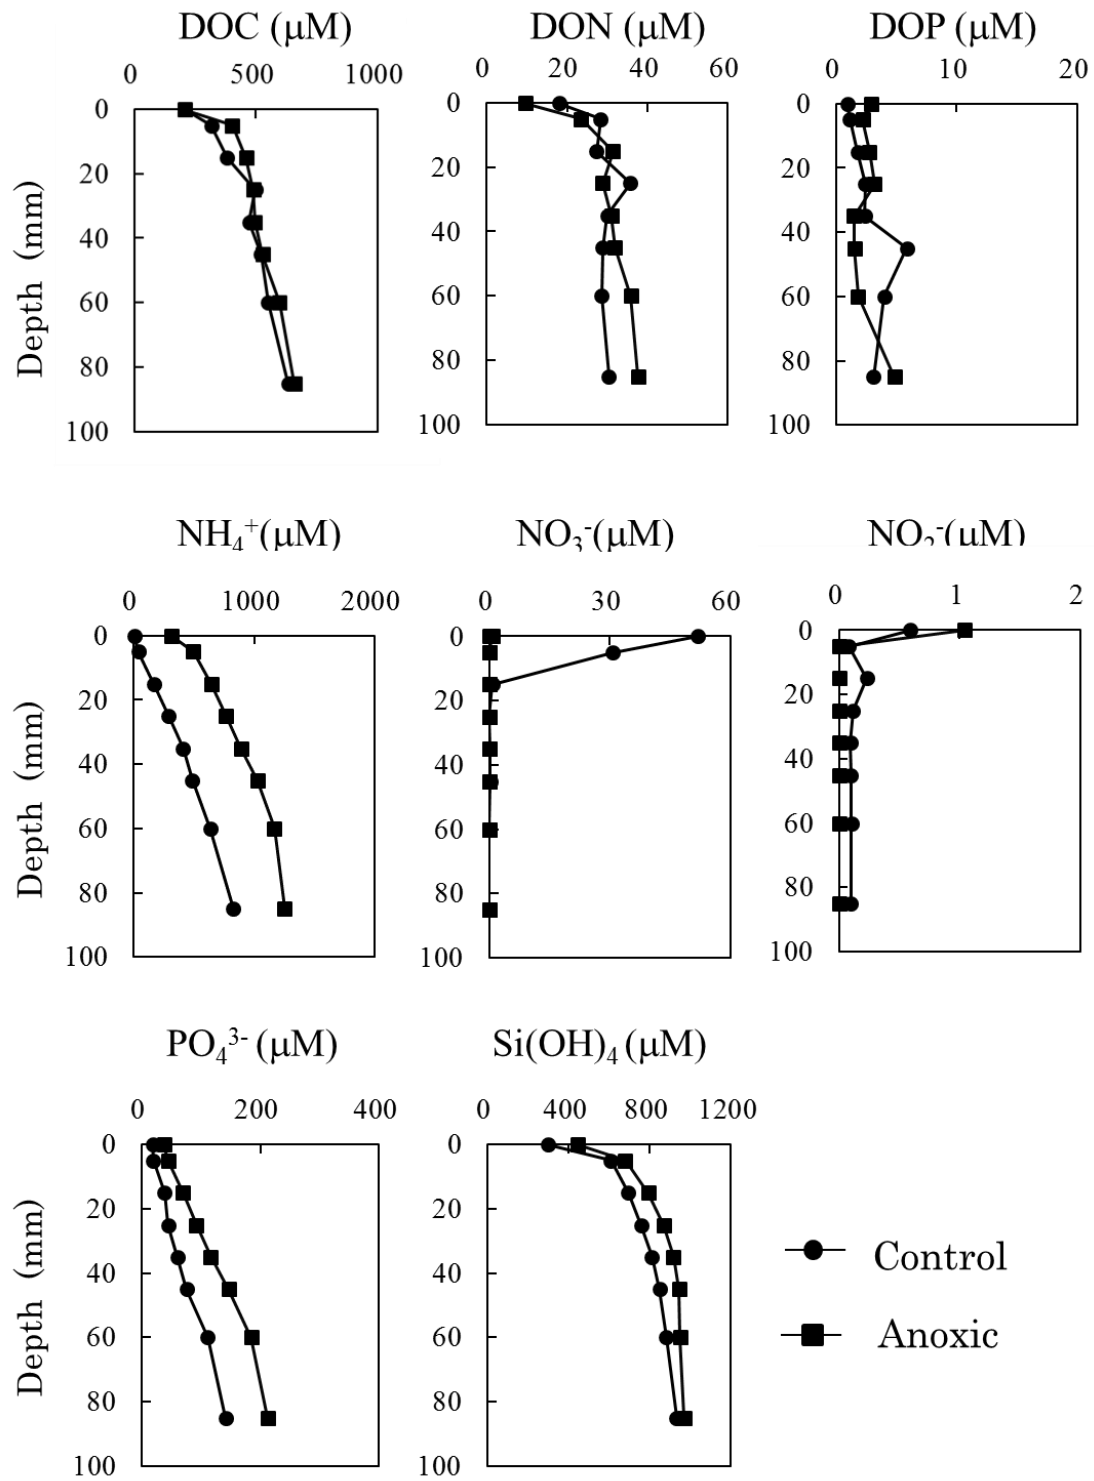 DOC (μM) DON (μM) DOP (μM)
0 500 1000 0 20 40 60 0 10 20
0 0 0
20 20 20
40 40 40
60 60 60
80 80 80
100 100 100
Depth (mm)
NH₄⁺(μM) NO₃⁻(μM) NO₂⁻(μM)
0 1000 2000 0 30 60 0 1 2
0 0 0
20 20 20
40 40 40
60 60 60
80 80 80
100 100 100
Depth (mm)
PO₄³⁻ (μM) Si(OH)₄ (μM)
0 200 400 0 400 800 1200
0 0
20 20
40 40
60 60
80 80
100 100
Depth (mm)
Control
Anoxic